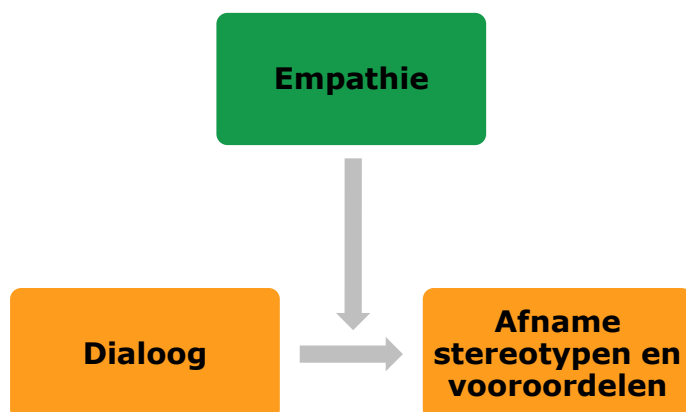 Empathie
Dialoog
Afname
stereotypen en
vooroordelen